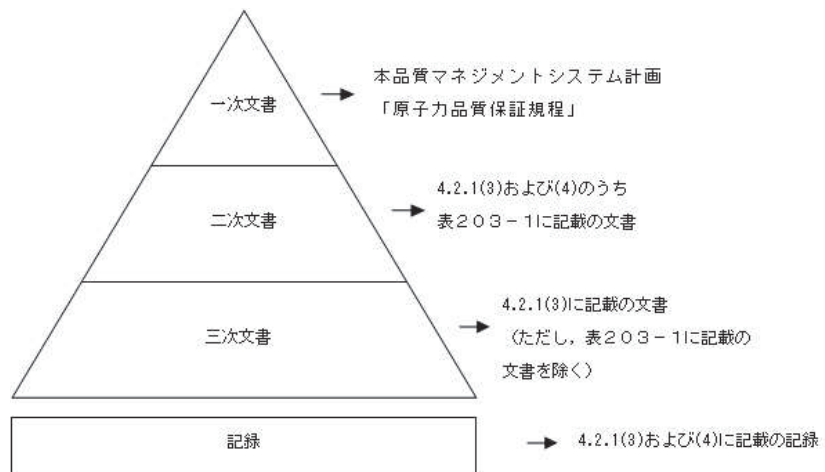 一次文書
本品質マネジメントシステム計画
「原子力品質保証規程」
二次文書
4.2.1(3)および(4)のうち
表203-1に記載の文書
三次文書
4.2.1(3)に記載の文書
(ただし,表203-1に記載の
文書を除く)
記録
4.2.1(3)および(4)に記載の記録